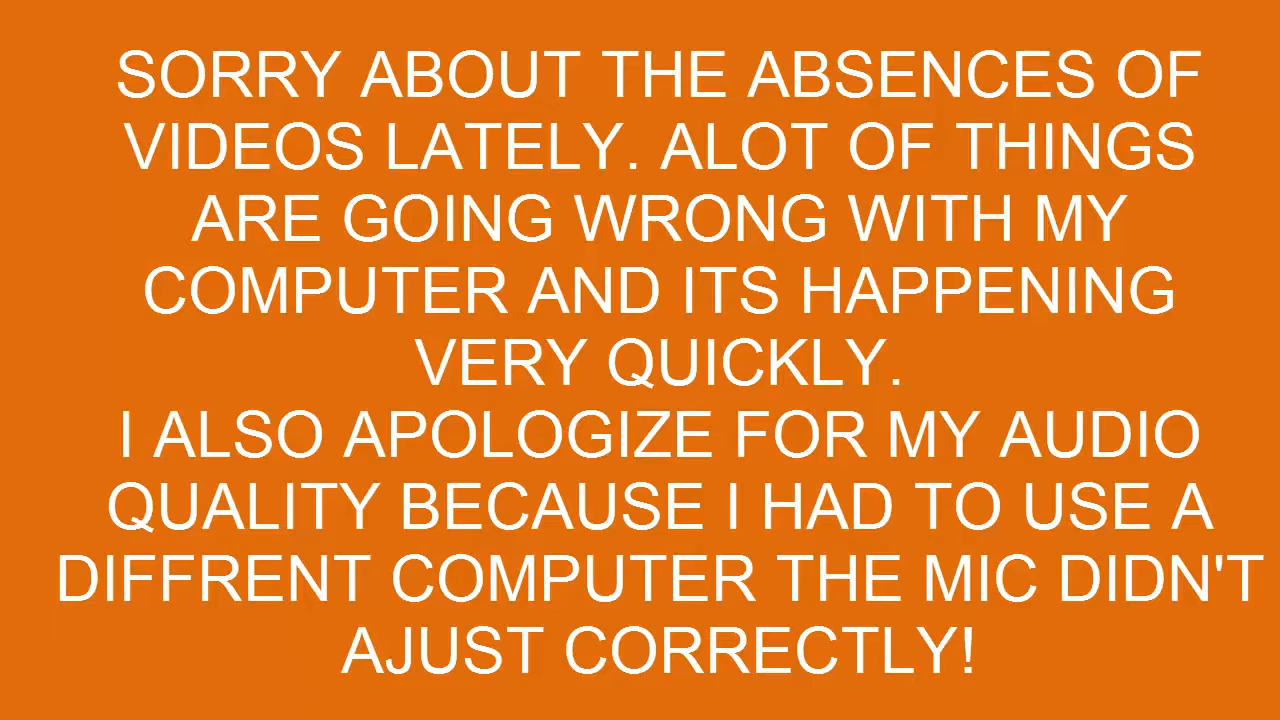 SORRY ABOUT THE ABSENCES OF
VIDEOS LATELY. ALOT OF THINGS
ARE GOING WRONG WITH MY
COMPUTER AND ITS HAPPENING
VERY QUICKLY.
I ALSO APOLOGIZE FOR MY AUDIO
QUALITY BECAUSE I HAD TO USE A
DIFFRENT COMPUTER THE MIC DIDN'T
AJUST CORRECTLY!